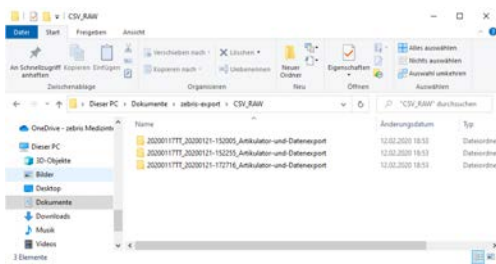 CSV_RAW
Datei Start Freigeben Ansicht
An Schnellzugriff anheften
Kopieren Einfügen
Verschieben nach
Kopieren nach
Löschen
Umbenennen
Neuer Ordner
Eigenschaften
Alles auswählen
Nichts auswählen
Auswahl umkehren
Zwischenablage Organisieren Neu Öffnen Auswählen
Dieser PC > Dokumente > zebris-export > CSV_RAW
"CSV_RAW" durchsuchen
Name Änderungsdatum Typ
OneDrive - zebris Medizintec
Dieser PC
3D-Objekte
Bilder
Desktop
Dokumente
Downloads
Musik
Videos
20200117TT_20200121-152005_Artikulator-und-Datenexport 12.02.2020 18:53 Dateiordne
20200117TT_20200121-152255_Artikulator-und-Datenexport 12.02.2020 18:53 Dateiordne
20200117TT_20200121-172716_Artikulator-und-Datenexport 12.02.2020 18:53 Dateiordne
3 Elemente